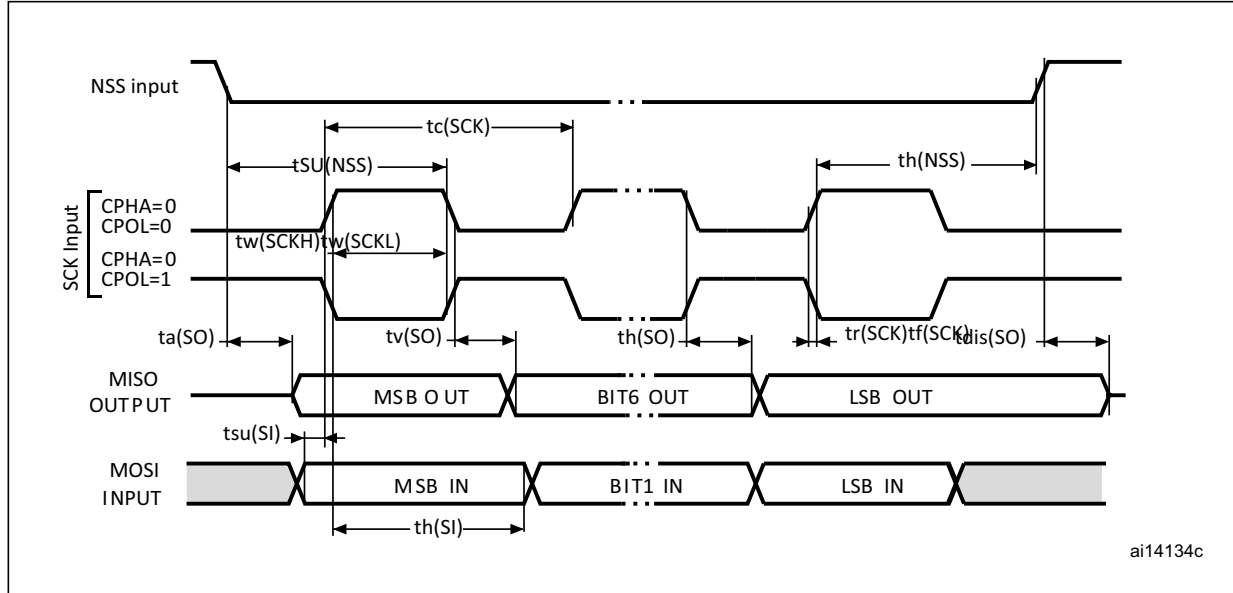 NSS input
tc(SCK)
tSU(NSS)
th(NSS)
SCK Input
CPHA=0
CPOL=0
tw(SCKH)
tw(SCKL)
CPHA=0
CPOL=1
ta(SO)
tv(SO)
th(SO)
tr(SCK)
tf(SCK)
tdis(SO)
MISO
OUTPUT
MSB OUT
BIT6 OUT
LSB OUT
tsu(SI)
MOSI
INPUT
MSB IN
BIT1 IN
LSB IN
th(SI)
ai14134c